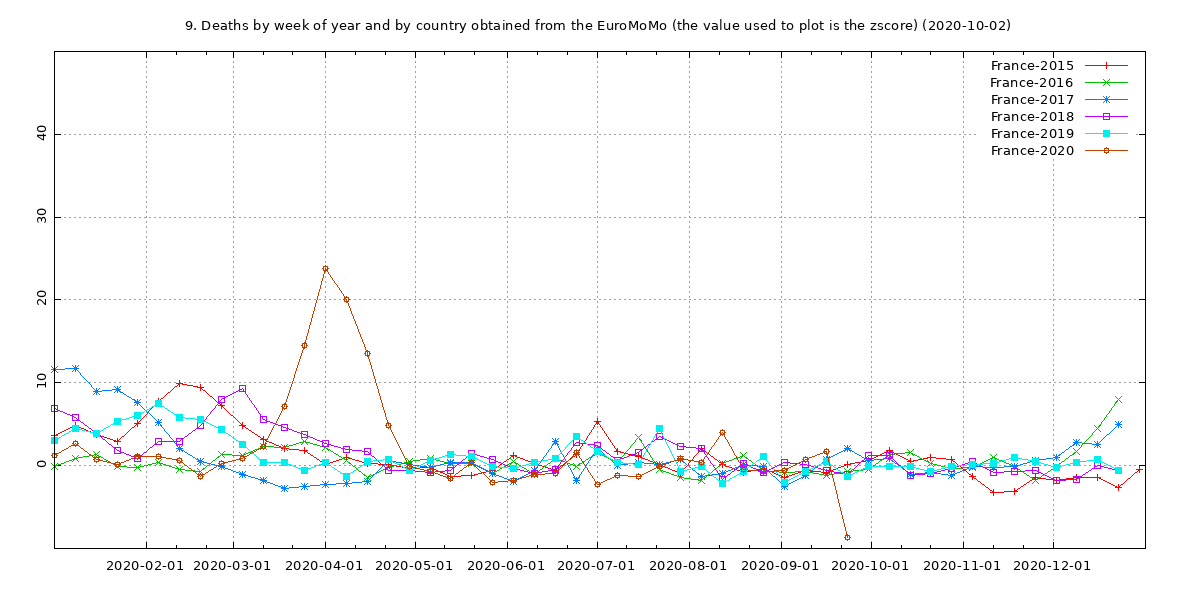 9. Deaths by week of year and by country obtained from the EuroMoMo (the value used to plot is the zscore) (2020-10-02)
France-2015
France-2016
France-2017
France-2018
France-2019
France-2020
40
30
20
10
0
2020-02-01 2020-03-01 2020-04-01 2020-05-01 2020-06-01 2020-07-01 2020-08-01 2020-09-01 2020-10-01 2020-11-01 2020-12-01